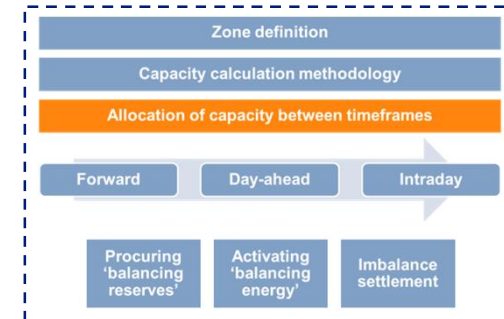 Zone definition
Capacity calculation methodology
Allocation of capacity between timeframes
Forward
Day-ahead
Intraday
Procuring
‘balancing
reserves’
Activating
‘balancing
energy’
Imbalance
settlement